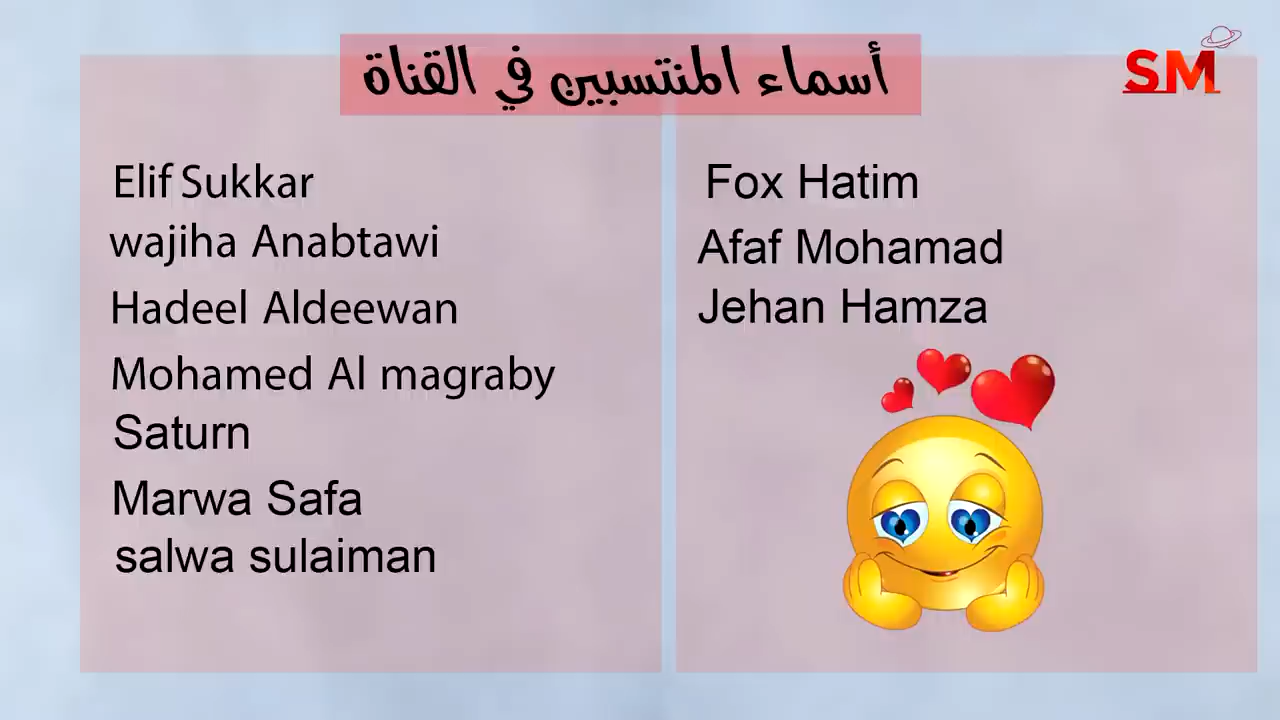 أسماء المنتسبين في القناة
SM
Elif Sukkar
wajiha Anabtawi
Hadeel Aldeewan
Mohamed Al magraby
Saturn
Marwa Safa
salwa sulaiman
Fox Hatim
Afaf Mohamad
Jehan Hamza